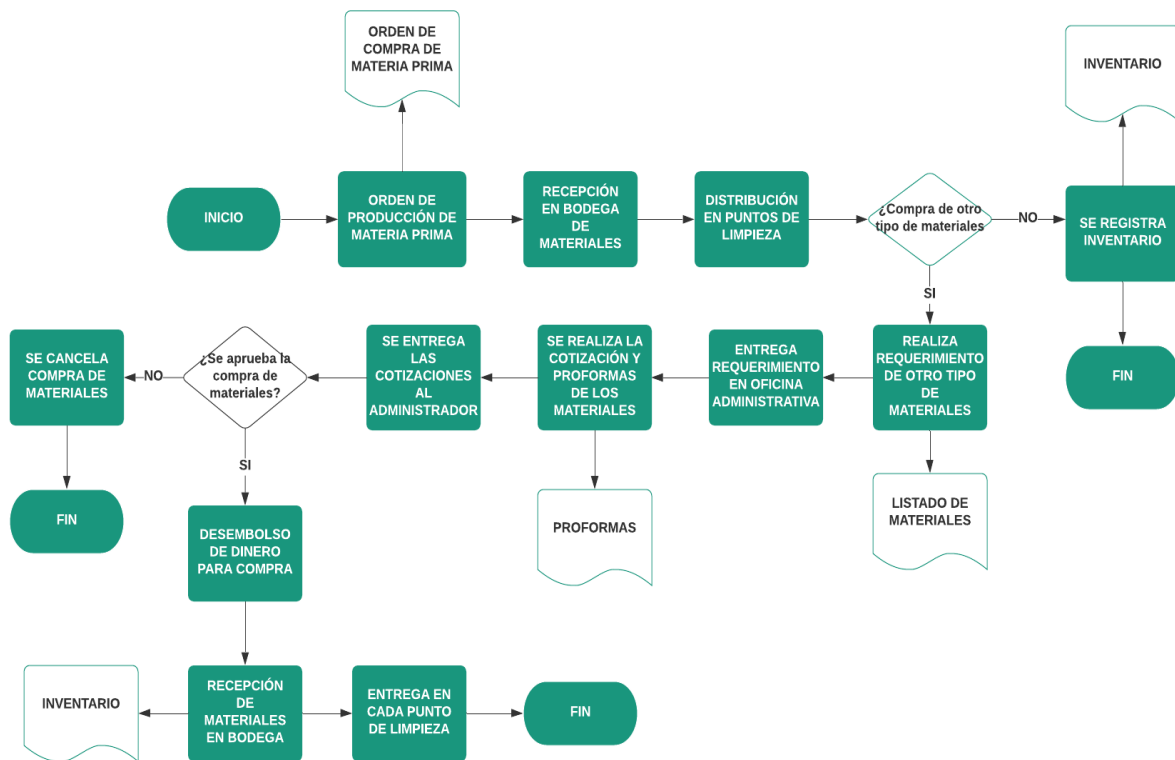 ORDEN DE
COMPRA DE
MATERIA PRIMA
INVENTARIO
INICIO
ORDEN DE
PRODUCCIÓN DE
MATERIA PRIMA
RECEPCIÓN
EN BODEGA
DE
MATERIALES
DISTRIBUCIÓN
EN PUNTOS DE
LIMPIEZA
¿Compra de otro
tipo de materiales
NO
SE REGISTRA
INVENTARIO
SI
SE CANCELA
COMPRA DE
MATERIALES
NO
¿Se aprueba la
compra de
materiales?
SE ENTREGA
LAS
COTIZACIONES
AL
ADMINISTRADOR
SE REALIZA LA
COTIZACIÓN Y
PROFORMAS
DE LOS
MATERIALES
ENTREGA
REQUERIMIENTO
EN OFICINA
ADMINISTRATIVA
REALIZA
REQUERIMIENTO
DE OTRO TIPO
DE
MATERIALES
FIN
SI
FIN
PROFORMAS
LISTADO DE
MATERIALES
DESEMBOLSO
DE DINERO
PARA COMPRA
INVENTARIO
RECEPCIÓN
DE
MATERIALES
EN BODEGA
ENTREGA EN
CADA PUNTO
DE LIMPIEZA
FIN